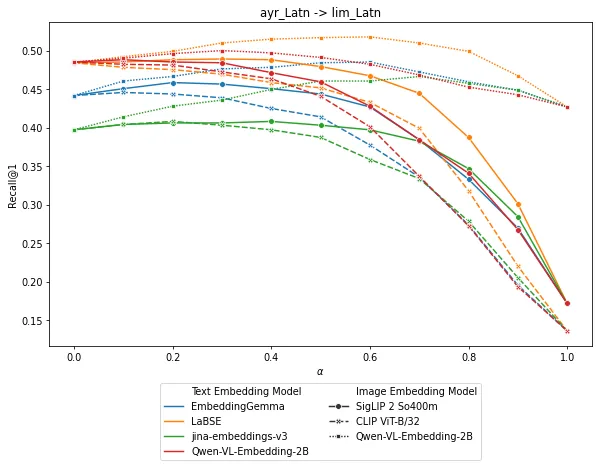 ayr_Latn -> lim_Latn
Recall@1
0.50
0.45
0.40
0.35
0.30
0.25
0.20
0.15
0.0 0.2 0.4 0.6 0.8 1.0
α
Text Embedding Model Image Embedding Model
EmbeddingGemma SigLIP 2 So400m
LaBSE CLIP ViT-B/32
jina-embeddings-v3 Qwen-VL-Embedding-2B
Qwen-VL-Embedding-2B